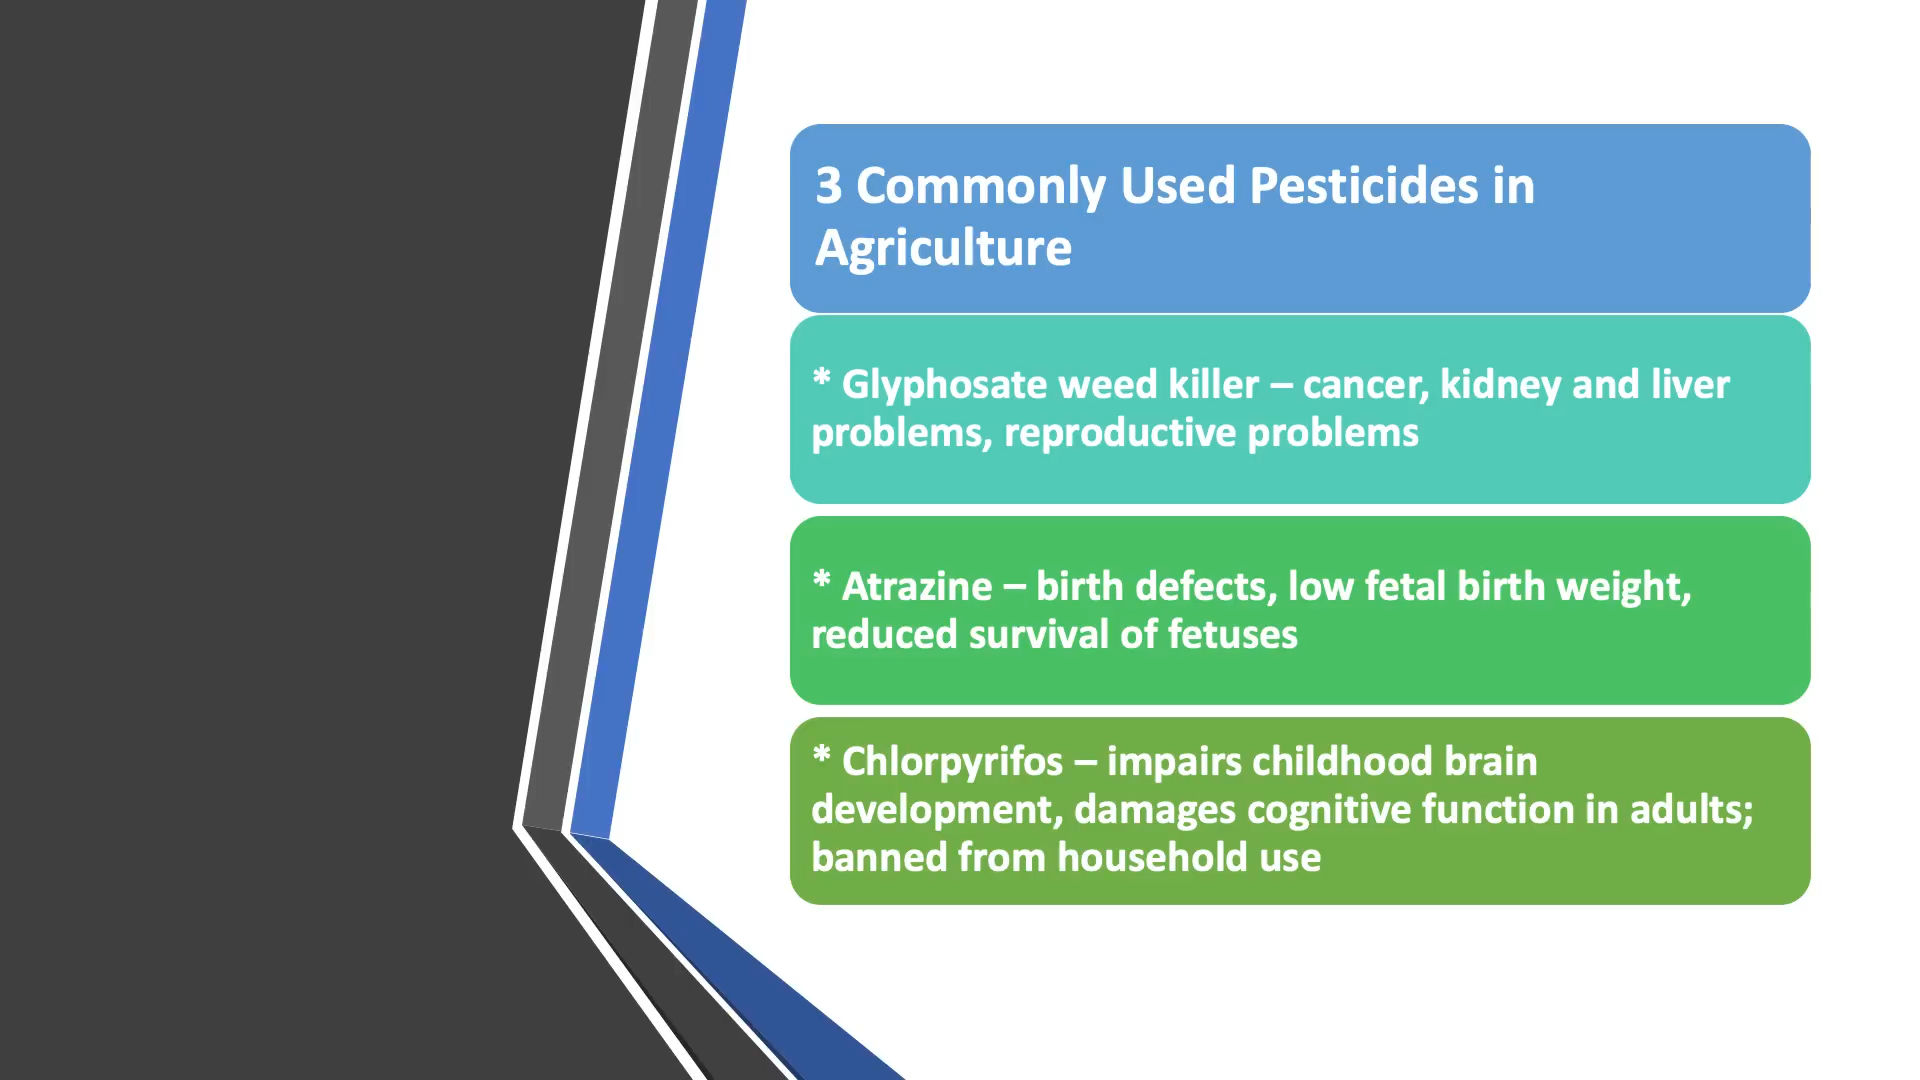 3 Commonly Used Pesticides in
Agriculture
* Glyphosate weed killer – cancer, kidney and liver
problems, reproductive problems
* Atrazine – birth defects, low fetal birth weight,
reduced survival of fetuses
* Chlorpyrifos – impairs childhood brain
development, damages cognitive function in adults;
banned from household use